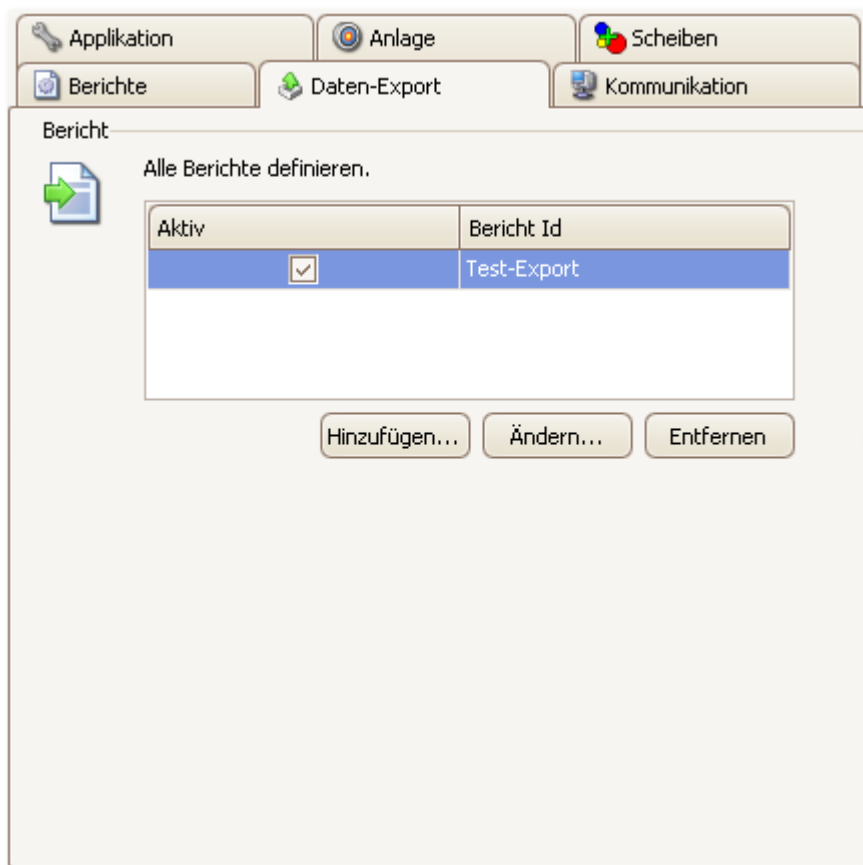 Applikation Anlage Scheiben
Berichte Daten-Export Kommunikation
Bericht
Alle Berichte definieren.
Aktiv Bericht Id
Test-Export
Hinzufügen... Ändern... Entfernen